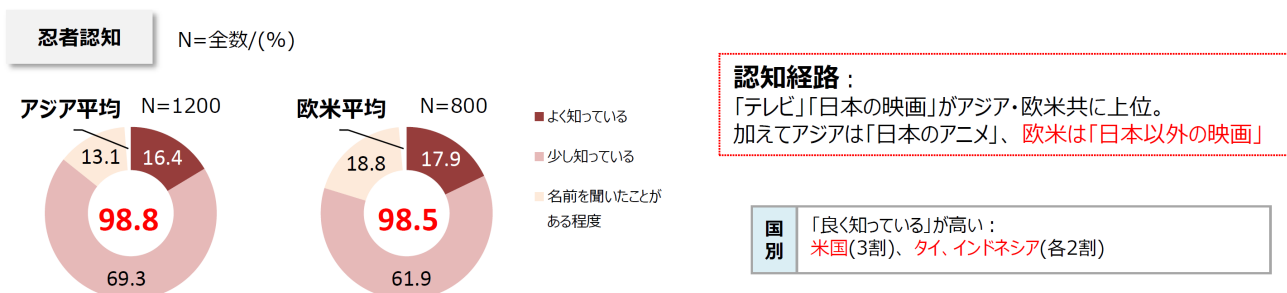 忍者認知
N=全数/(%)
アジア平均 N=1200
13.1
16.4
98.8
69.3
欧米平均 N=800
18.8
17.9
98.5
61.9
よく知っている
少し知っている
名前を聞いたことが
ある程度
認知経路：
「テレビ」「日本の映画」がアジア・欧米共に上位。
加えてアジアは「日本のアニメ」、欧米は「日本以外の映画」
国
別
「良く知っている」が高い：
米国(3割)、タイ、インドネシア(各2割)